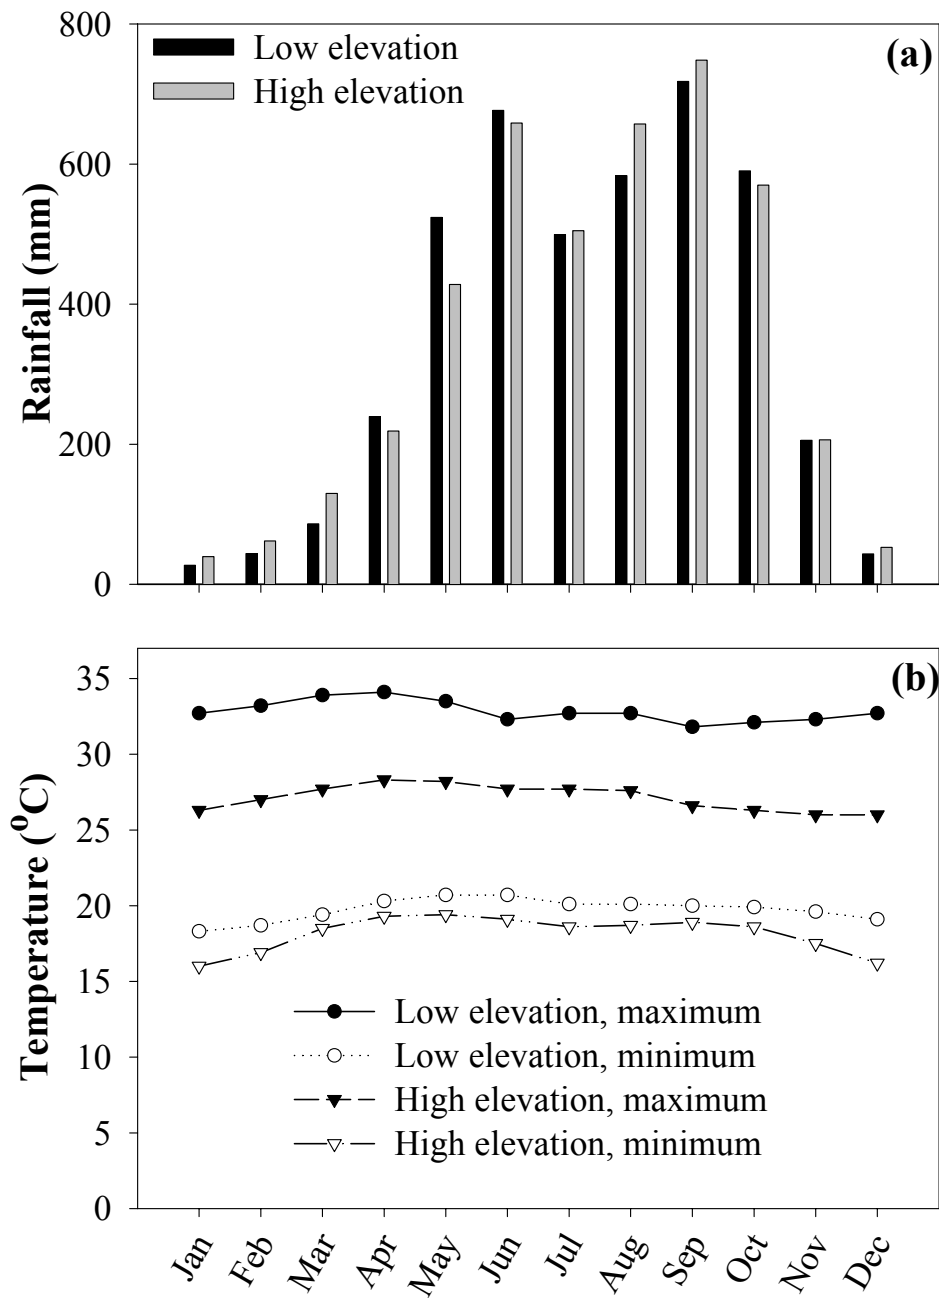 800
Low elevation
(a)
High elevation
600
400
200
0
Rainfall (mm)
35
(b)
30
25
20
15
10
5
0
Temperature (⁰C)
Low elevation, maximum
Low elevation, minimum
High elevation, maximum
High elevation, minimum
Jan Feb Mar Apr May Jun Jul Aug Sep Oct Nov Dec